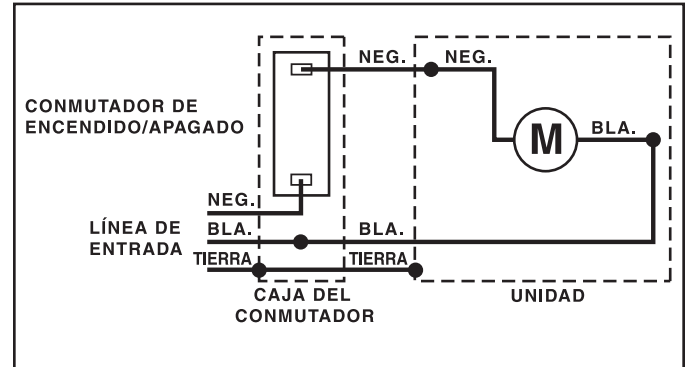 NEG. NEG.
CONMUTADOR DE
ENCENDIDO/APAGADO
M
BLA.
NEG.
LÍNEA DE
ENTRADA
BLA. BLA.
TIERRA TIERRA
CAJA DEL
CONMUTADOR
UNIDAD